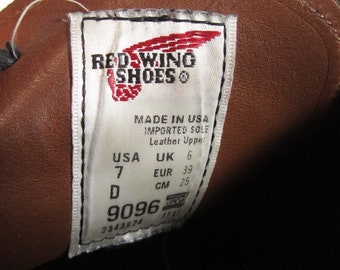 RED WING
SHOES®
MADE IN USA
IMPORTED SOLE
Leather Upper
USA UK 6
7 EUR 39
D CM 25
9096